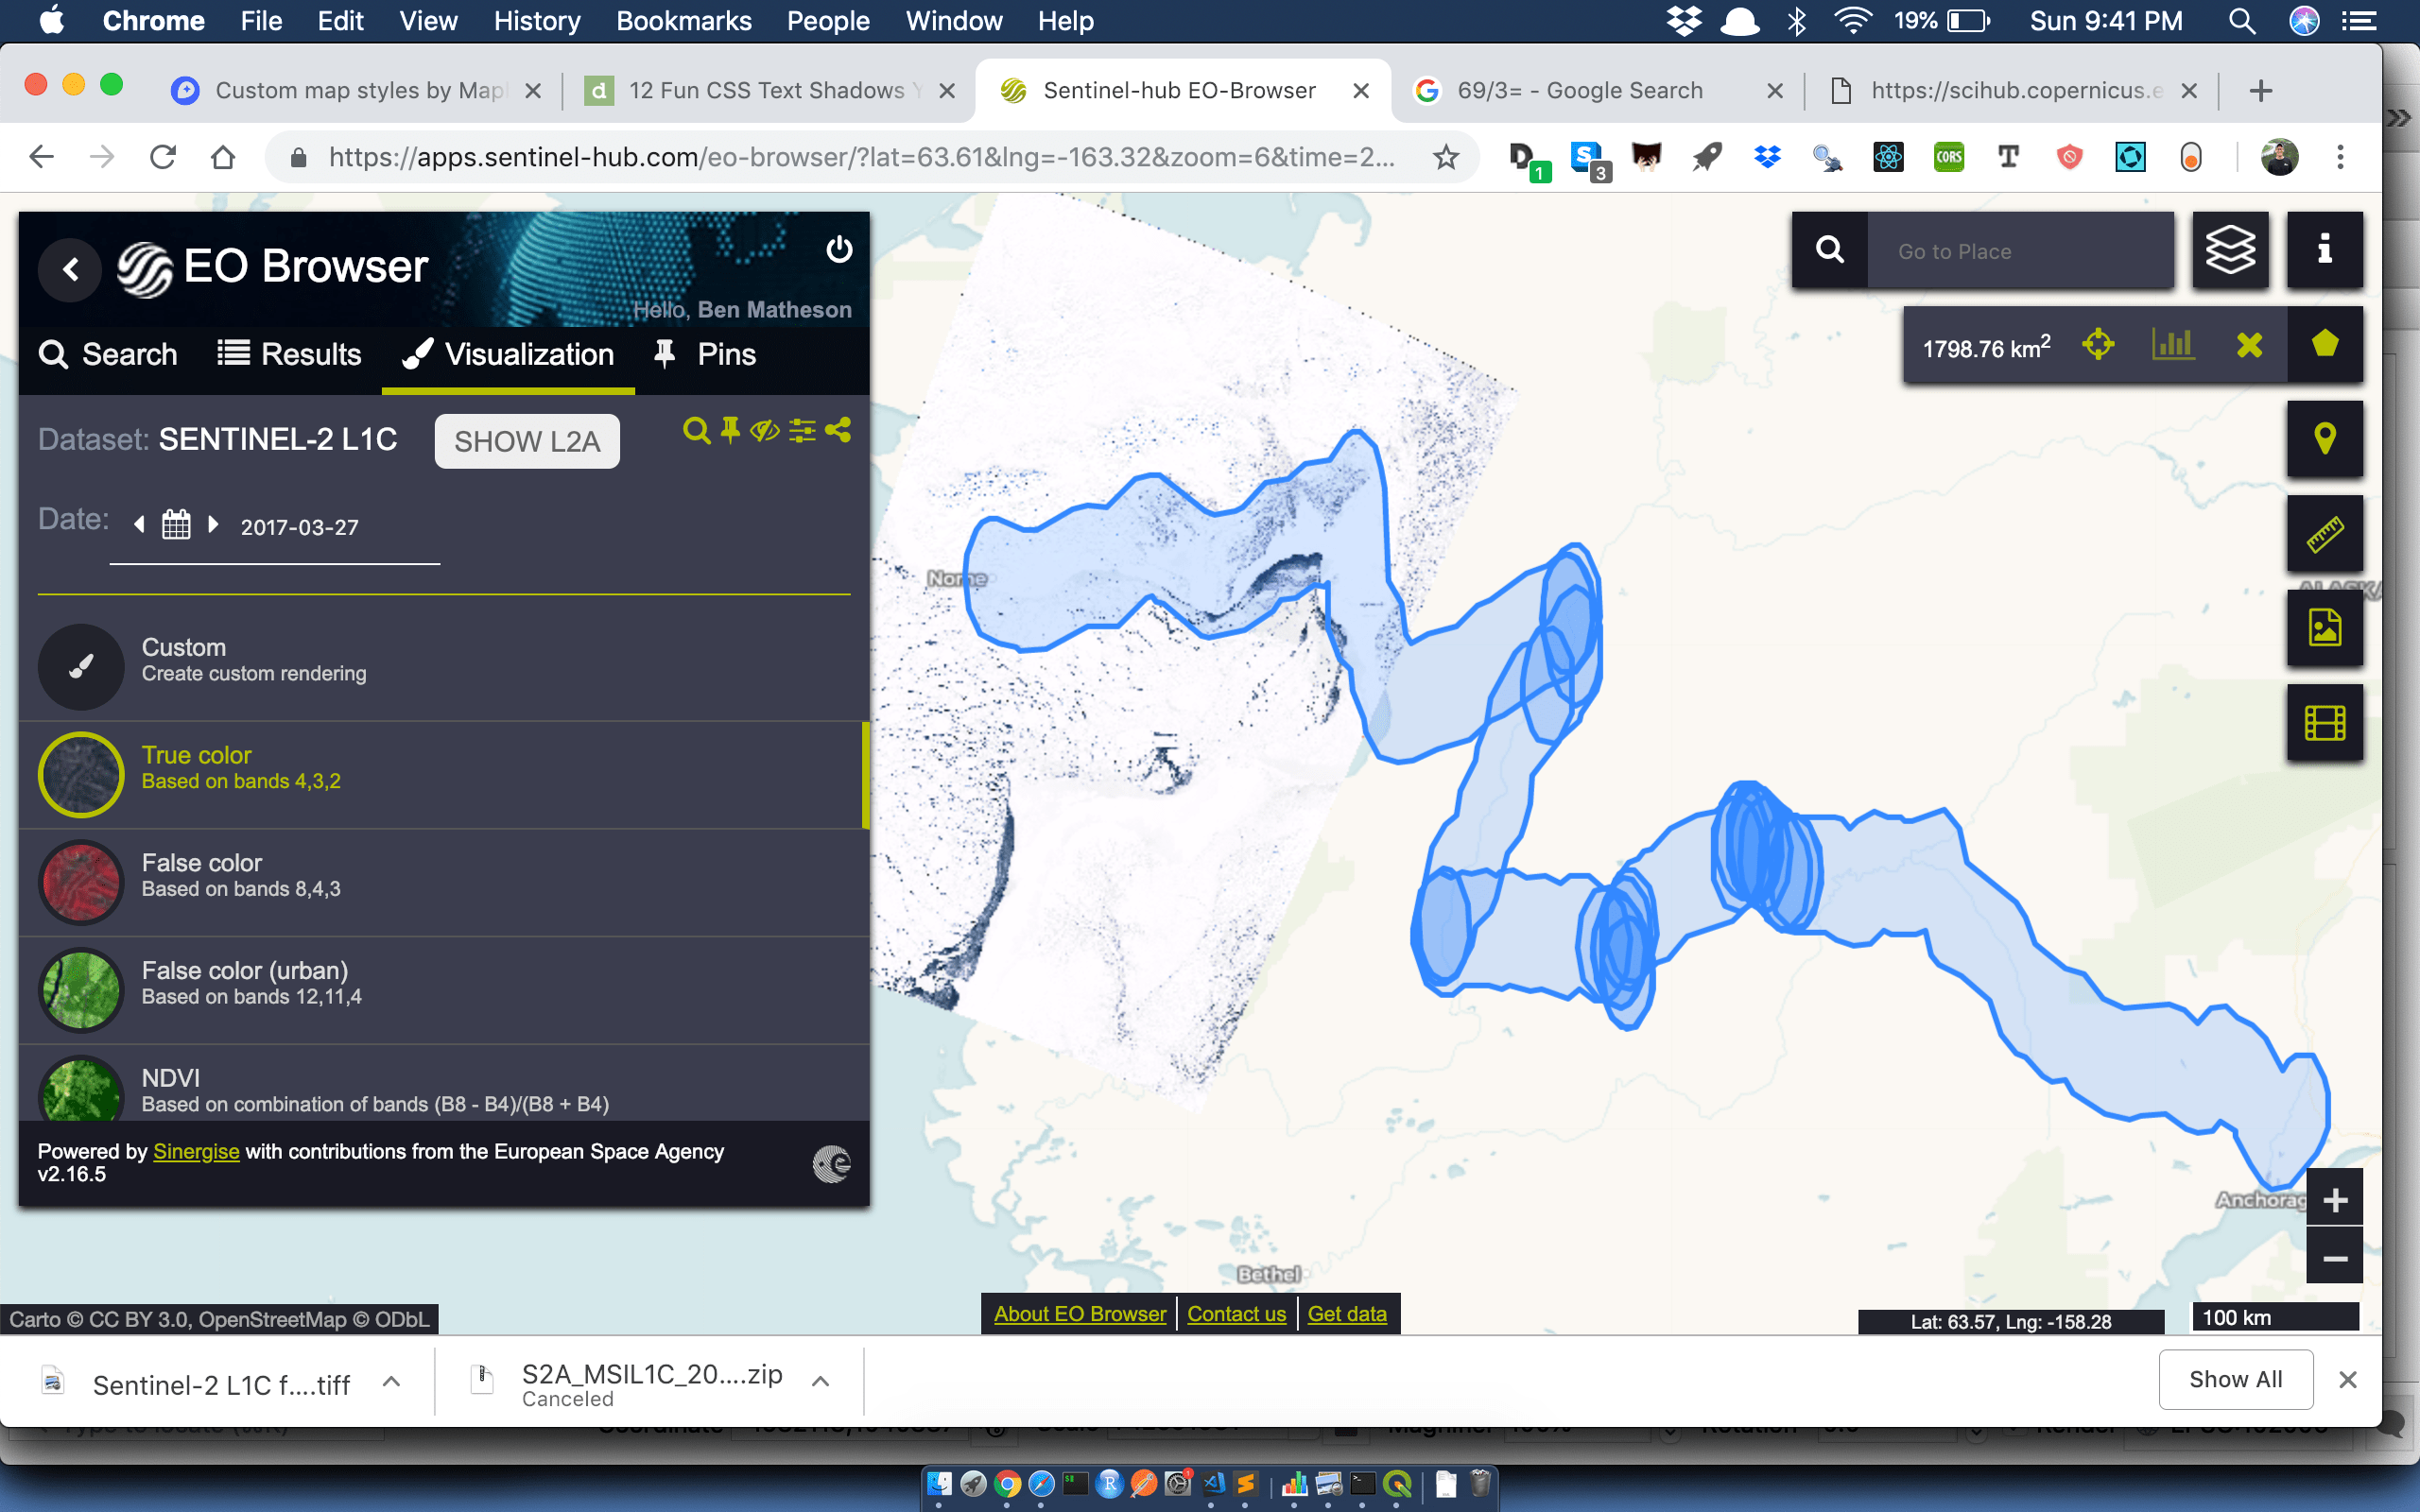 Chrome File Edit View History Bookmarks People Window Help 19% Sun 9:41 PM
Custom map styles by Map
12 Fun CSS Text Shadows Y
Sentinel-hub EO-Browser
69/3= - Google Search
https://scihub.copernicus.e
https://apps.sentinel-hub.com/eo-browser/?lat=63.61&lng=-163.32&zoom=6&time=2...
1
3
CORS
EO Browser
Hello, Ben Matheson
Search Results Visualization Pins
Dataset: SENTINEL-2 L1C SHOW L2A
Date: 2017-03-27
Custom
Create custom rendering
True color
Based on bands 4,3,2
False color
Based on bands 8,4,3
False color (urban)
Based on bands 12,11,4
NDVI
Based on combination of bands (B8 - B4)/(B8 + B4)
Powered by Sinergise with contributions from the European Space Agency
v2.16.5
Go to Place
1798.76 km2
Nome
Anchorag
Bethel
Carto © CC BY 3.0, OpenStreetMap © ODbL
About EO Browser Contact us Get data
Lat: 63.57, Lng: -158.28
100 km
Sentinel-2 L1C f....tiff
S2A_MSIL1C_20....zip
Canceled
Show All